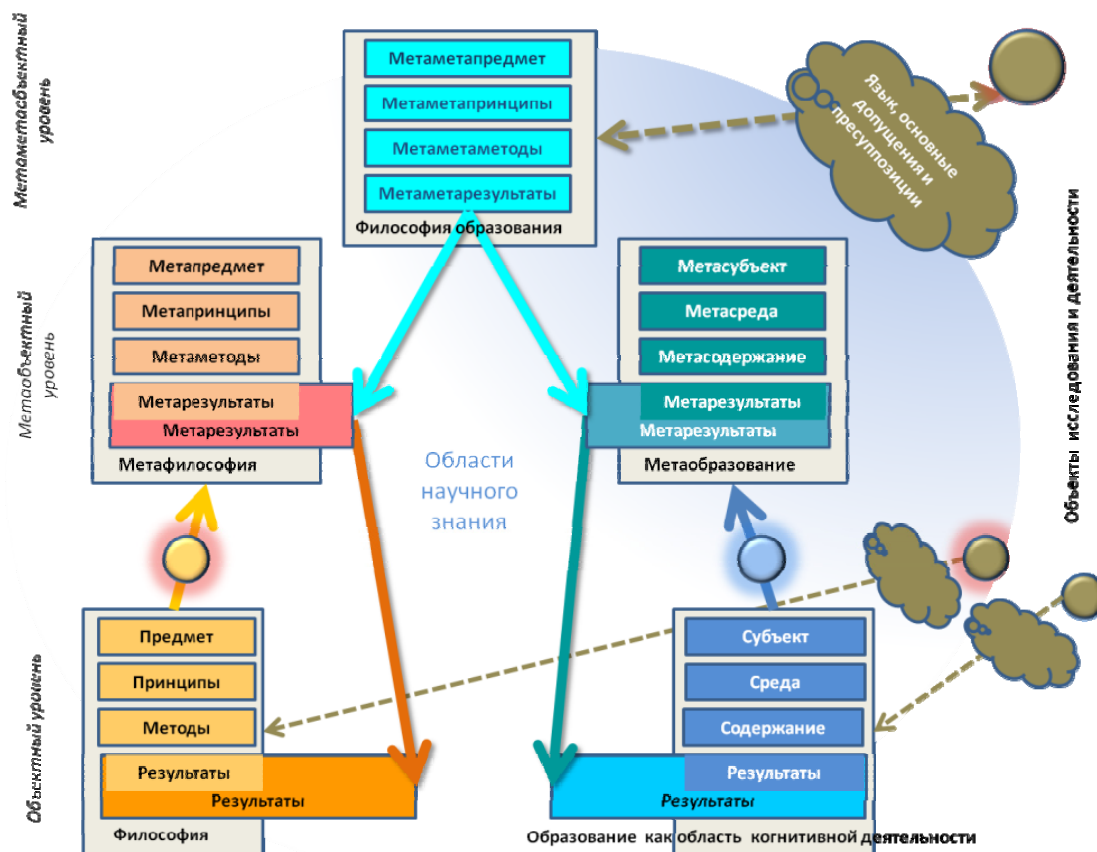 Метаметаобъектный
уровень
Метаметапредмет
Метаметапринципы
Метаметаметоды
Метаметарезультаты
Философия образования
Язык, основные
допущения и
пресуппозиции
Объекты исследования и деятельности
Метаобъектный
уровень
Метапредмет
Метапринципы
Метаметоды
Метарезультаты
Метарезультаты
Метафилософия
Метасубъект
Метасреда
Метасодержание
Метарезультаты
Метарезультаты
Метаобразование
Области
научного
знания
Объектный уровень
Предмет
Принципы
Методы
Результаты
Результаты
Философия
Субъект
Среда
Содержание
Результаты
Результаты
Образование как область когнитивной деятельности